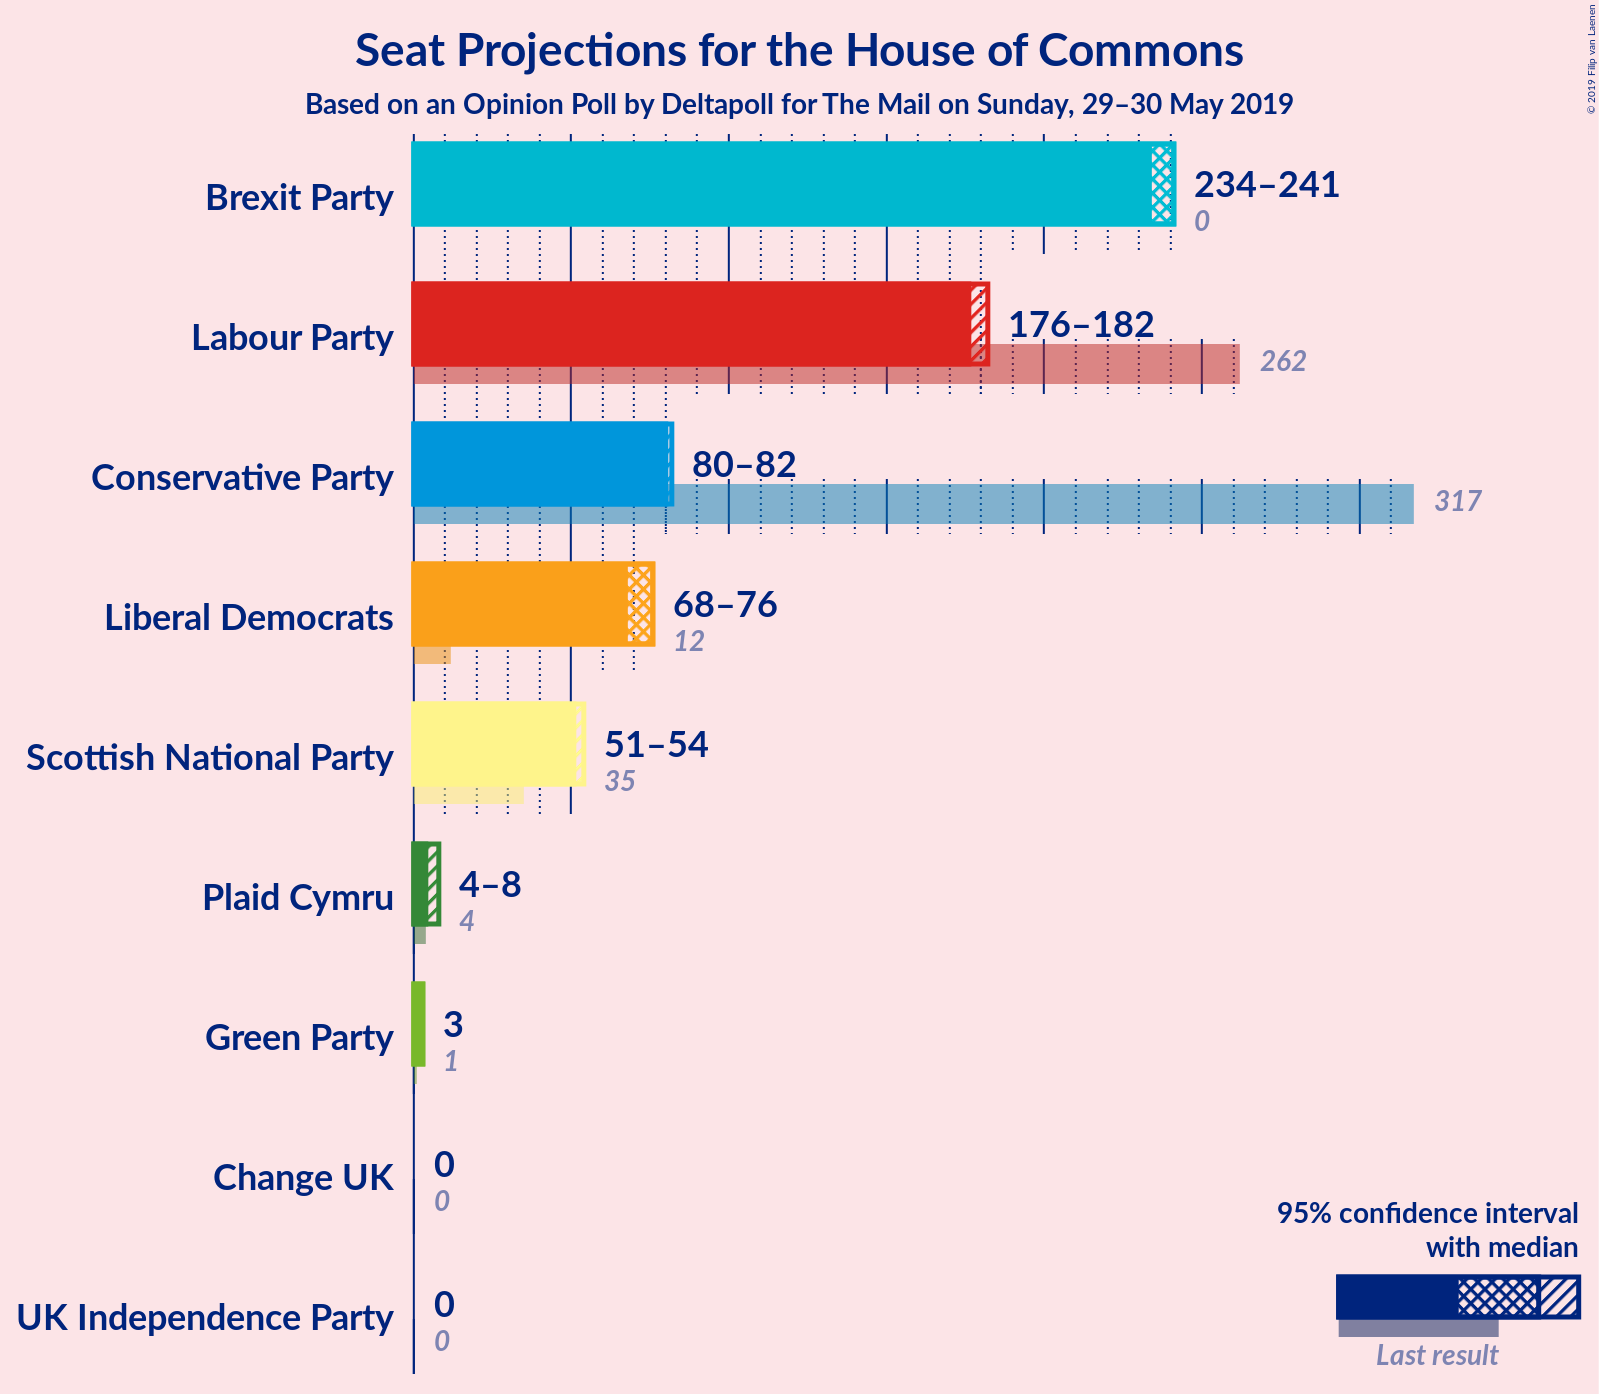 Seat Projections for the House of Commons
Based on an Opinion Poll by Deltapoll for The Mail on Sunday, 29–30 May 2019
© 2019 Filip van Laenen
Brexit Party
234–241
0
Labour Party
176–182
262
Conservative Party
80–82
317
Liberal Democrats
68–76
12
Scottish National Party
51–54
35
Plaid Cymru
4–8
4
Green Party
3
1
Change UK
0
0
UK Independence Party
0
0
95% confidence interval
with median
Last result